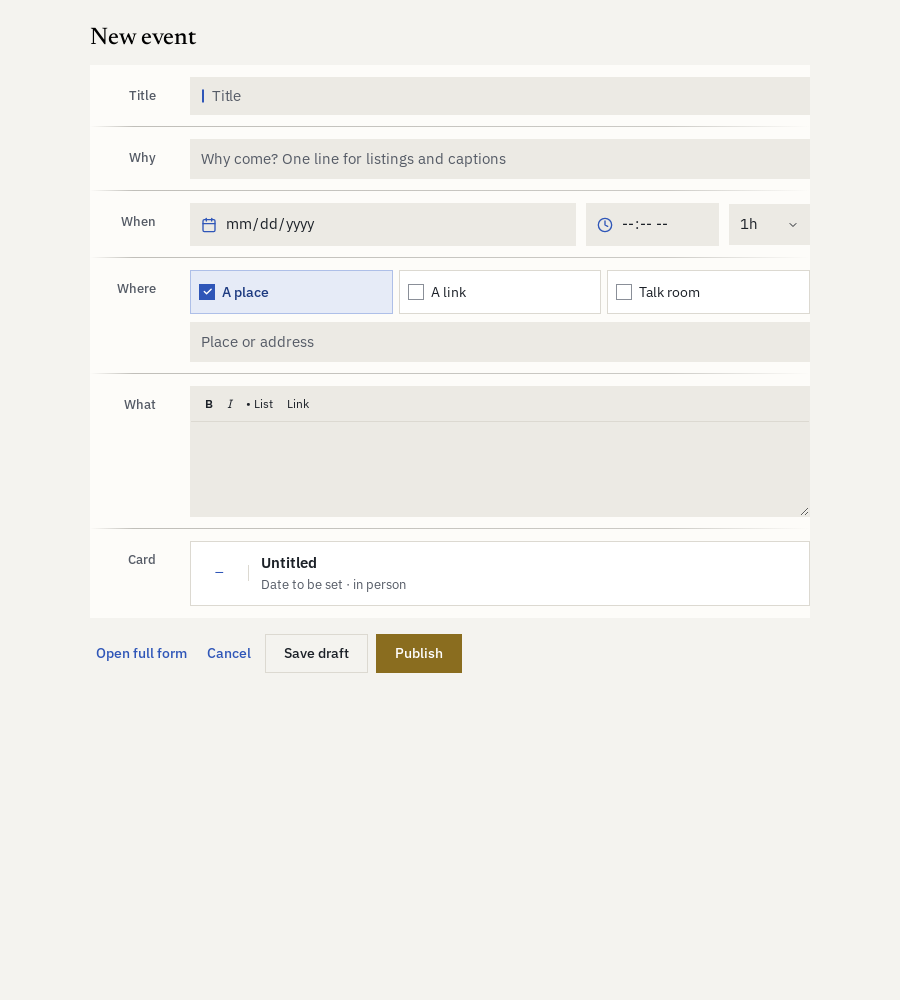 New event
Title
Title
Why
Why come? One line for listings and captions
When
mm/dd/yyyy
--:-- --
1h
Where
A place
A link
Talk room
Place or address
What
B I • List Link
Card
–
Untitled
Date to be set · in person
Open full form
Cancel
Save draft
Publish